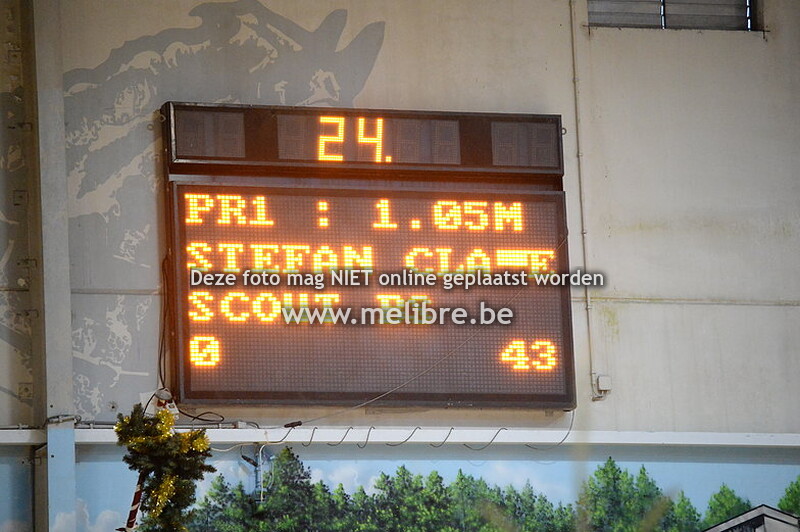 24.
PR1 : 1.05M
STEFAN
Deze foto mag NIET online geplaatst worden
SCOUT
www.melibre.be
0 43